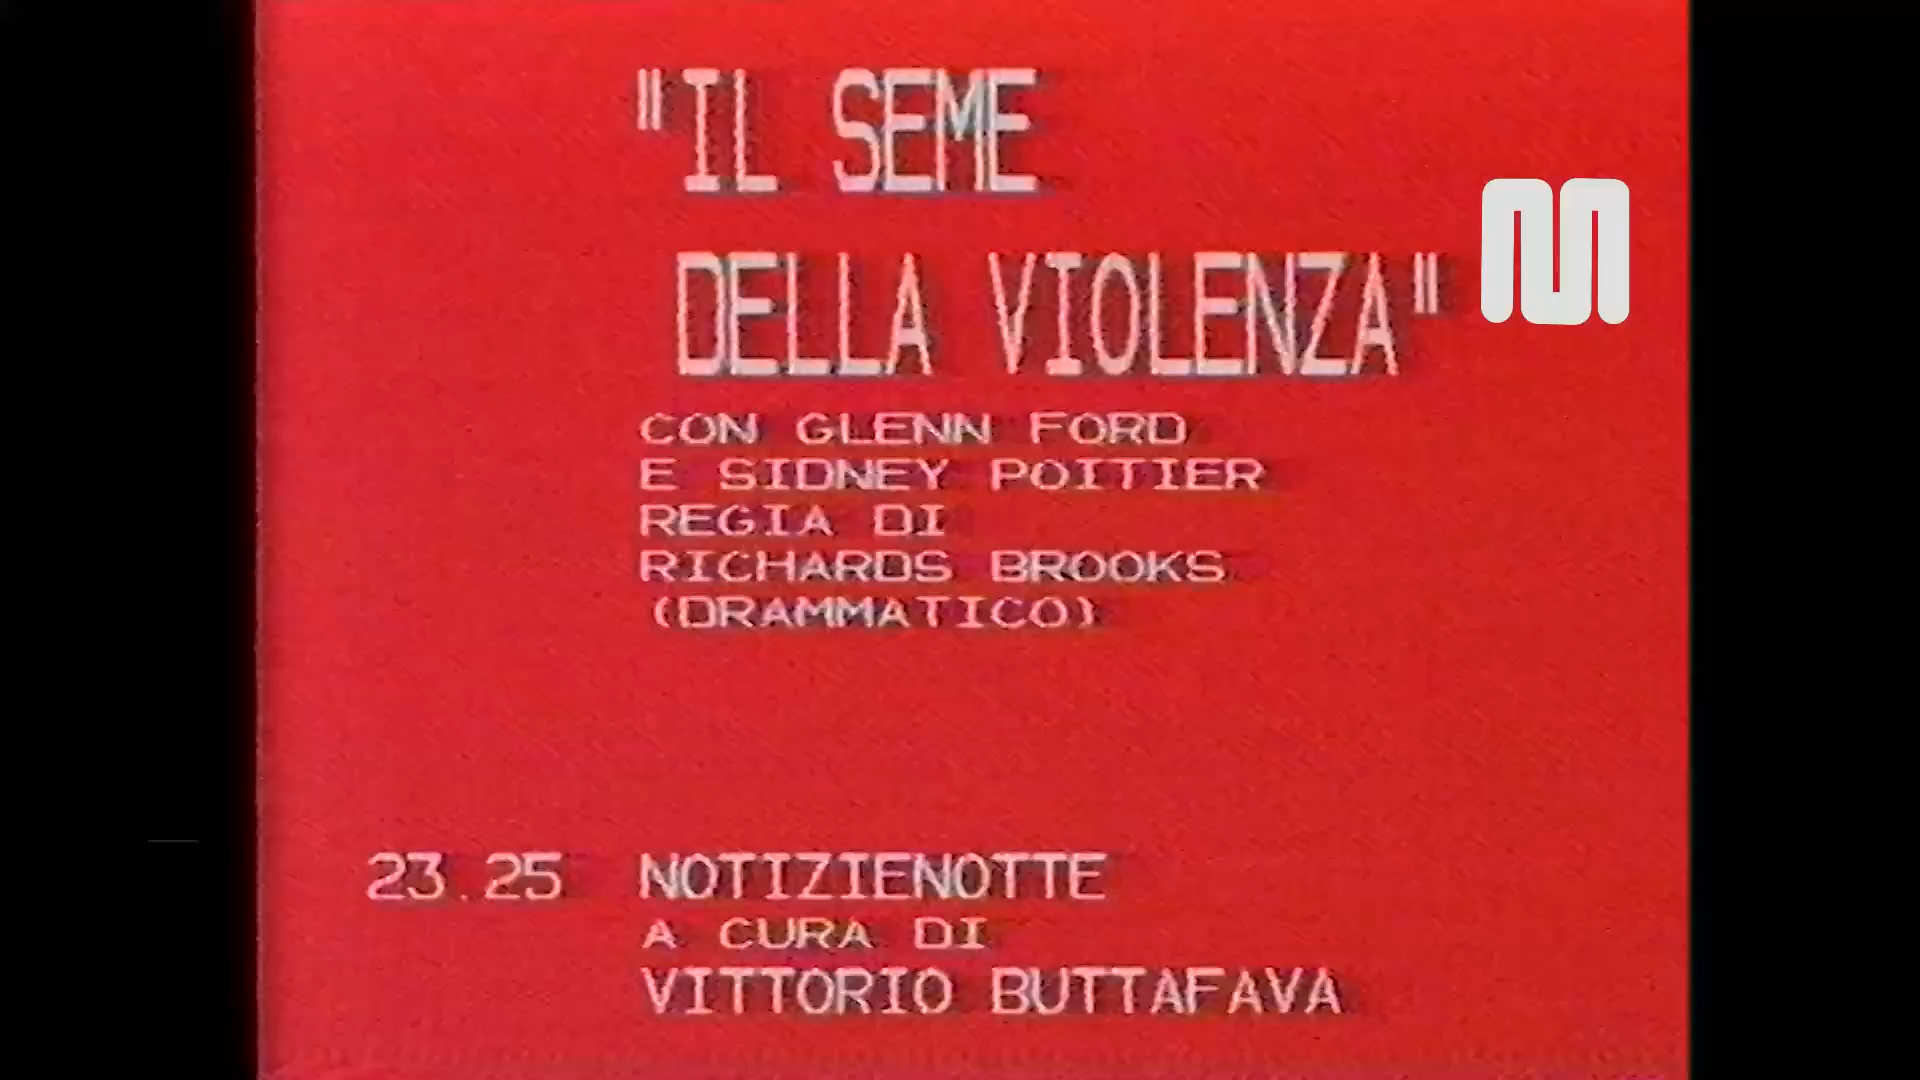 "IL SEME
DELLA VIOLENZA"
CON GLENN FORD
E SIDNEY POITIER
REGIA DI
RICHARDS BROOKS
(DRAMMATICO)
23.25 NOTIZIENOTTE
A CURA DI
VITTORIO BUTTAFAVA